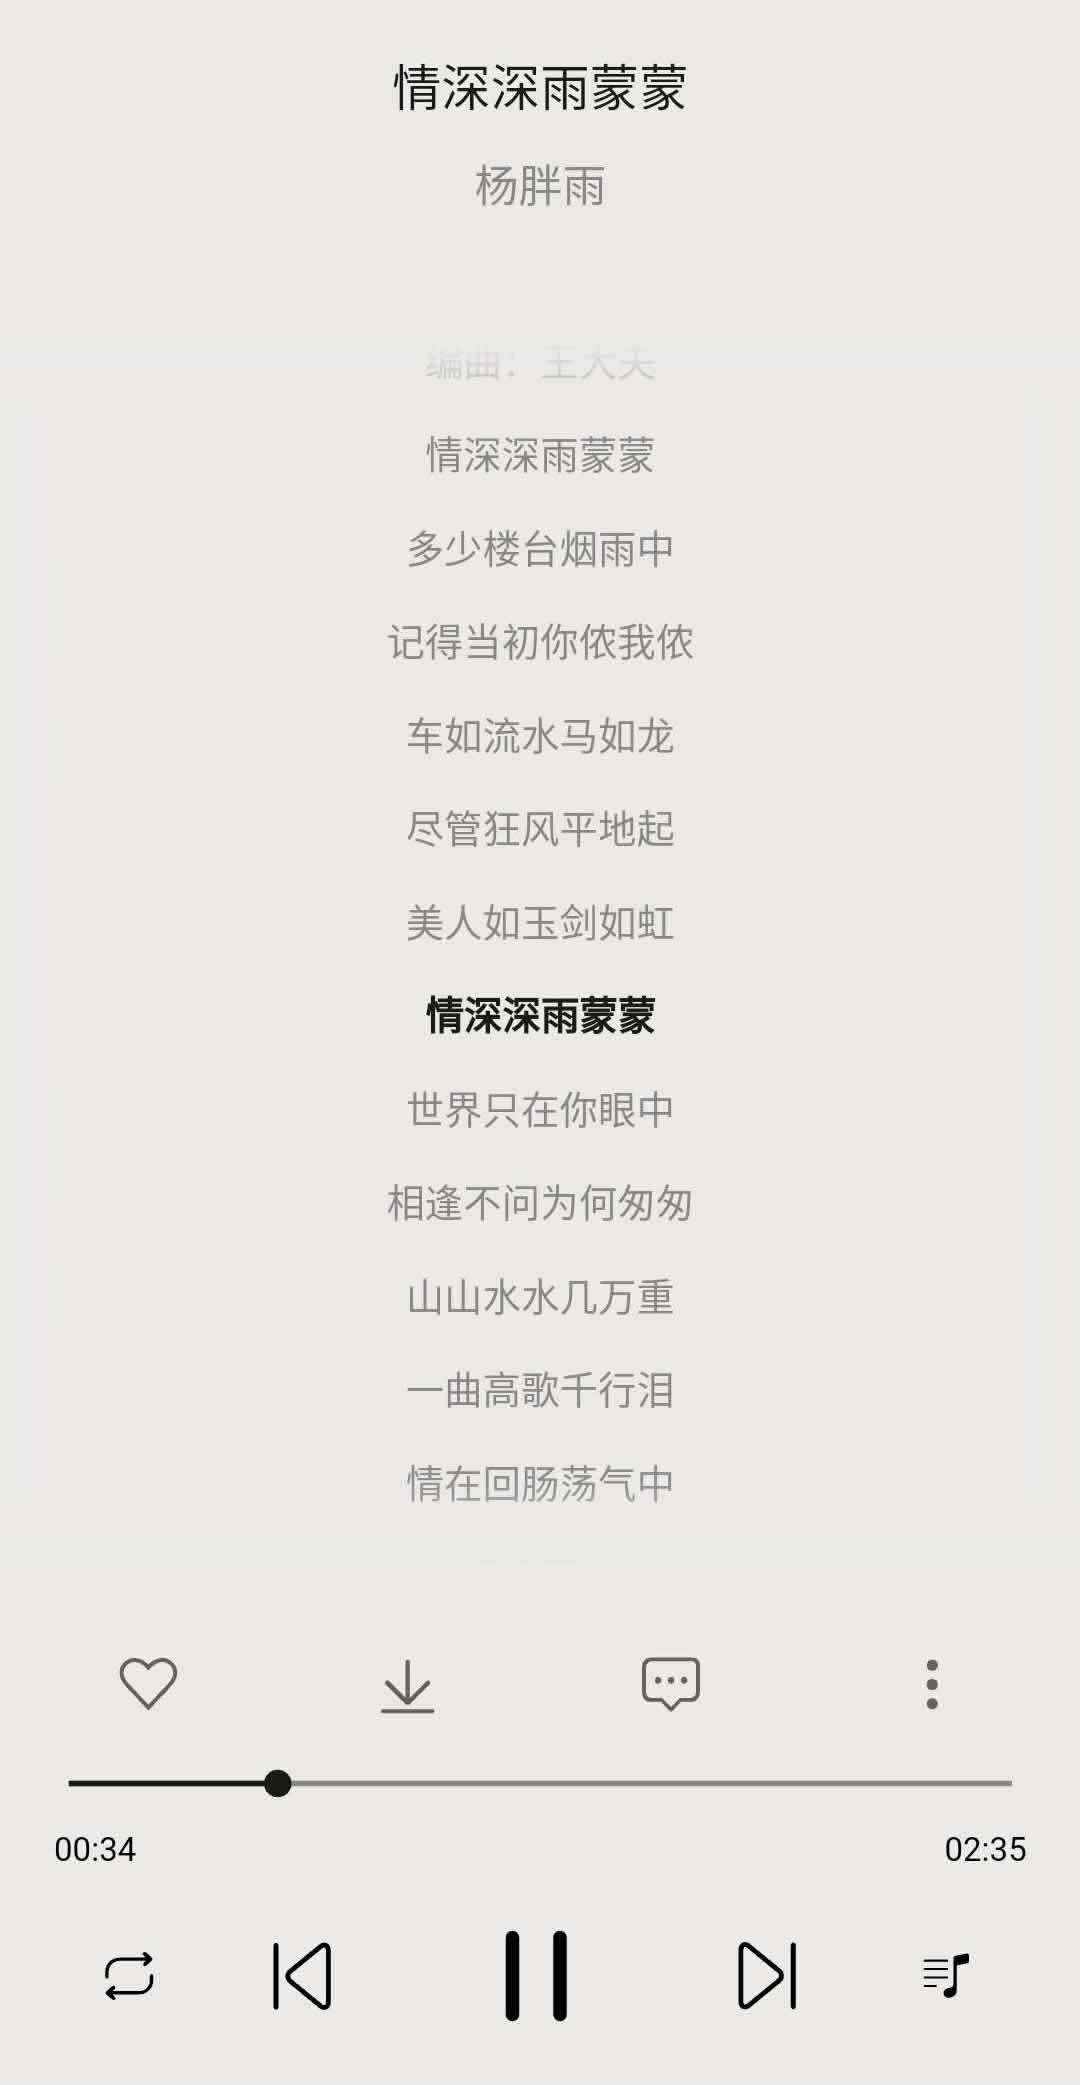 情深深雨蒙蒙
杨胖雨
编曲：王大夫
情深深雨蒙蒙
多少楼台烟雨中
记得当初你侬我侬
车如流水马如龙
尽管狂风平地起
美人如玉剑如虹
情深深雨蒙蒙
世界只在你眼中
相逢不问为何匆匆
山山水水几万重
一曲高歌千行泪
情在回肠荡气中
00:34
02:35